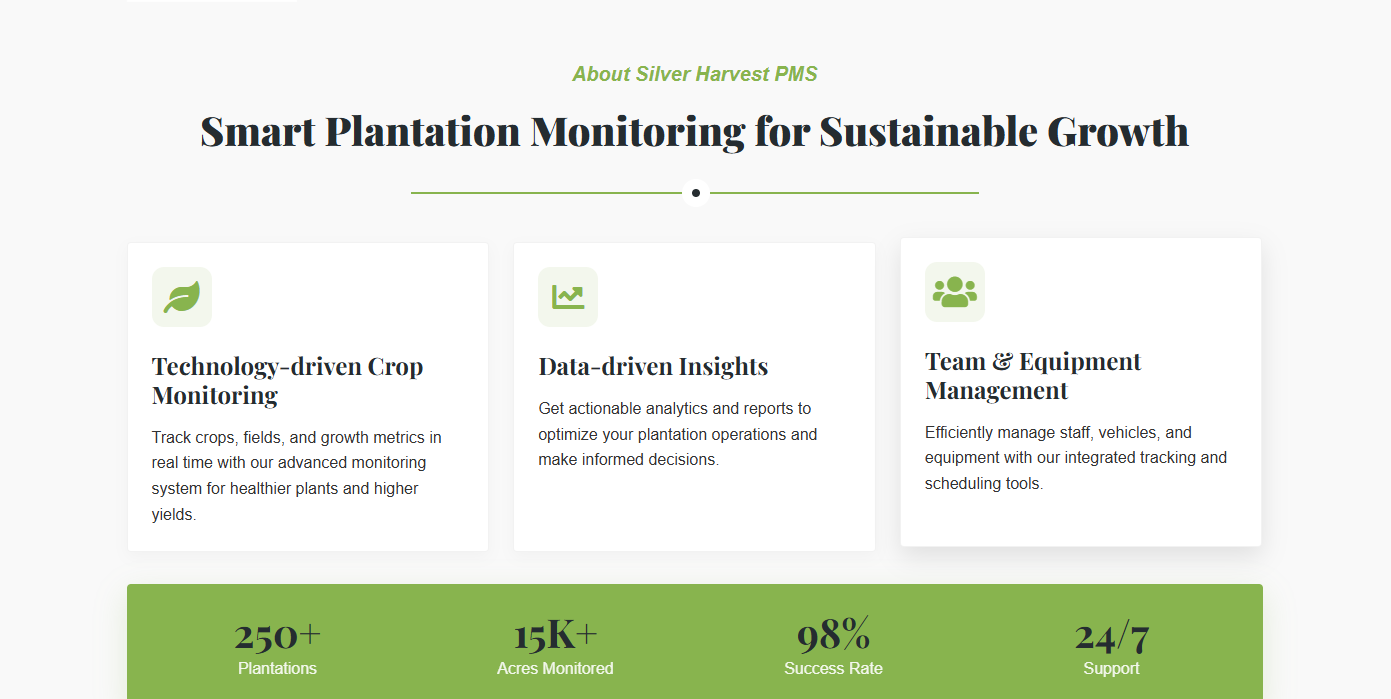 About Silver Harvest PMS
Smart Plantation Monitoring for Sustainable Growth
Technology-driven Crop
Monitoring
Track crops, fields, and growth metrics in
real time with our advanced monitoring
system for healthier plants and higher
yields.
Data-driven Insights
Get actionable analytics and reports to
optimize your plantation operations and
make informed decisions.
Team & Equipment
Management
Efficiently manage staff, vehicles, and
equipment with our integrated tracking and
scheduling tools.
250+
Plantations
15K+
Acres Monitored
98%
Success Rate
24/7
Support